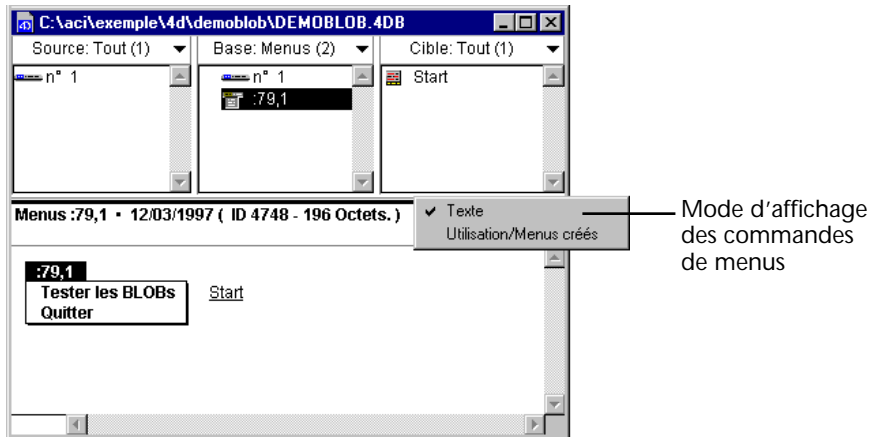 C:\aci\exemple\4d\demoblob\DEMOBLOB.4DB
Source: Tout (1)
Base: Menus (2)
Cible: Tout (1)
n° 1
n° 1
:79,1
Start
Menus :79,1 • 12/03/1997 ( ID 4748 - 196 Octets. )
✓ Texte
Utilisation/Menus créés
Mode d'affichage
des commandes
de menus
:79,1
Tester les BLOBs
Start
Quitter